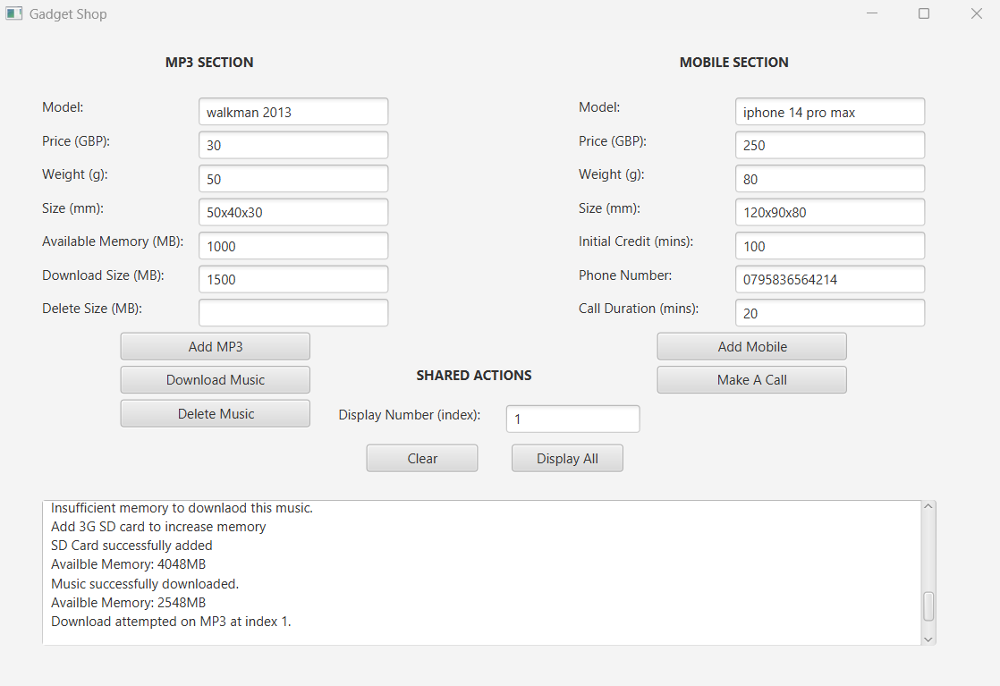 Gadget Shop
MP3 SECTION
Model:
walkman 2013
Price (GBP):
30
Weight (g):
50
Size (mm):
50x40x30
Available Memory (MB):
1000
Download Size (MB):
1500
Delete Size (MB):
Add MP3
Download Music
Delete Music
MOBILE SECTION
Model:
iphone 14 pro max
Price (GBP):
250
Weight (g):
80
Size (mm):
120x90x80
Initial Credit (mins):
100
Phone Number:
0795836564214
Call Duration (mins):
20
Add Mobile
Make A Call
SHARED ACTIONS
Display Number (index):
1
Clear
Display All
Insufficient memory to downlaod this music.
Add 3G SD card to increase memory
SD Card successfully added
Availble Memory: 4048MB
Music successfully downloaded.
Availble Memory: 2548MB
Download attempted on MP3 at index 1.